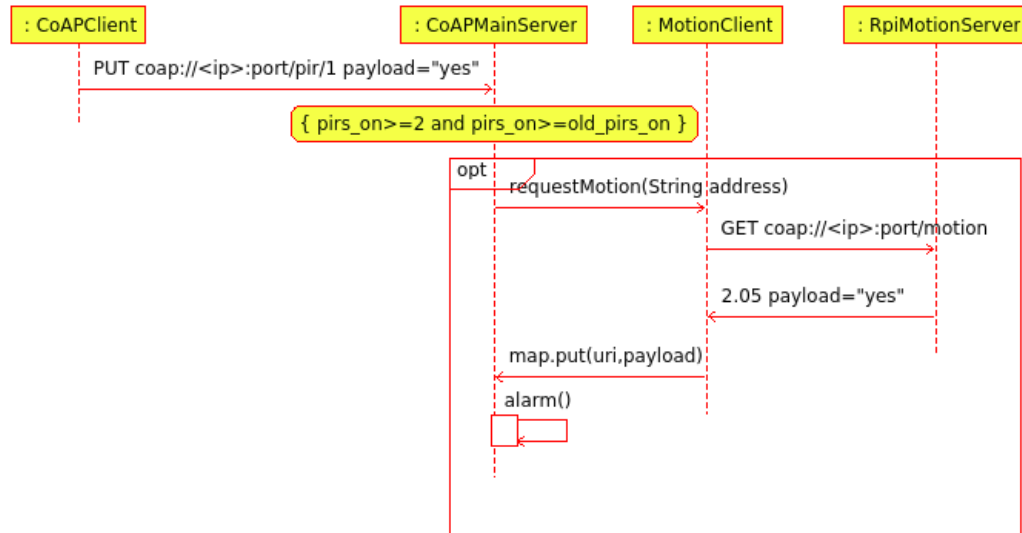 : CoAPClient
: CoAPMainServer
: MotionClient
: RpiMotionServer
PUT coap://<ip>:port/pir/1 payload="yes"
{ pirs_on>=2 and pirs_on>=old_pirs_on }
opt
requestMotion(String address)
GET coap://<ip>:port/motion
2.05 payload="yes"
map.put(uri,payload)
alarm()